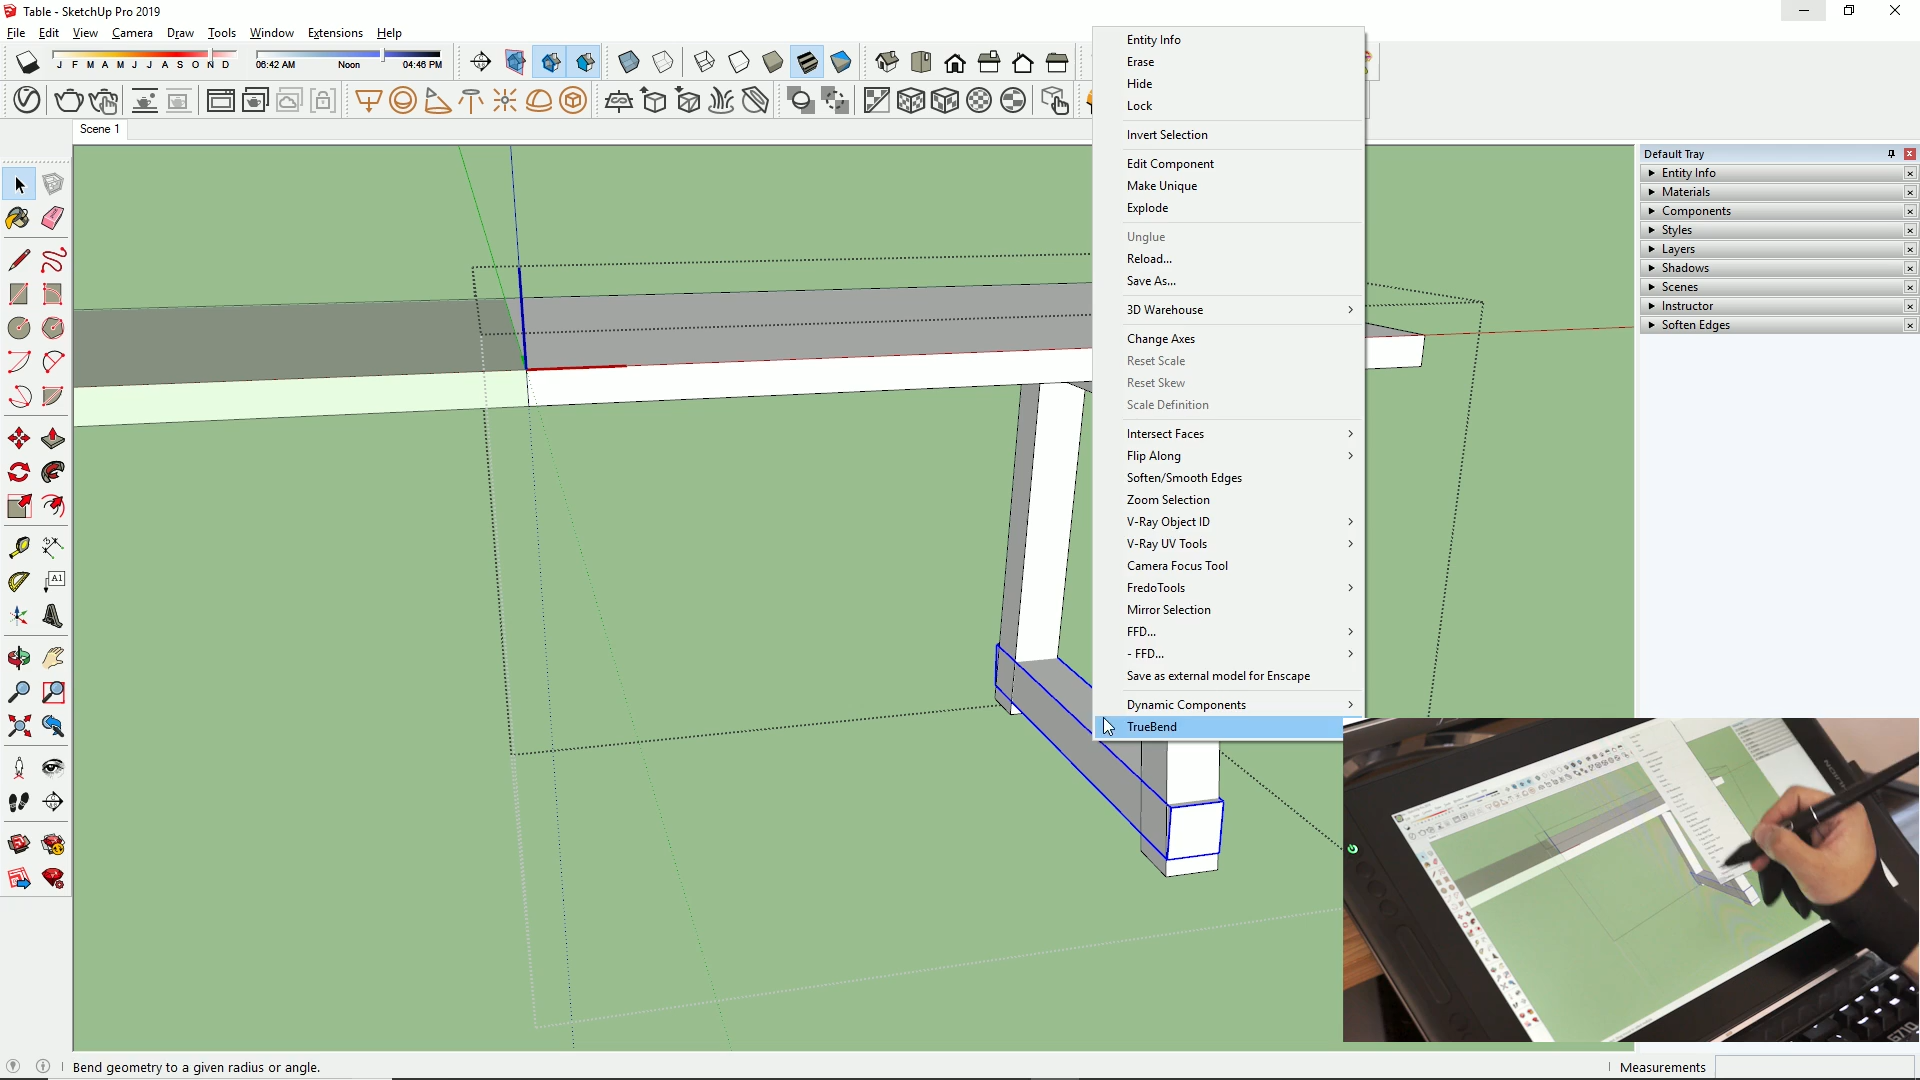 Table - SketchUp Pro 2019
File Edit View Camera Draw Tools Window Extensions Help
J F M A M J J A S O N D
06:42 AM Noon 04:46 PM
Scene 1
A1
Entity Info
Erase
Hide
Lock
Invert Selection
Edit Component
Make Unique
Explode
Unglue
Reload...
Save As...
3D Warehouse
Change Axes
Reset Scale
Reset Skew
Scale Definition
Intersect Faces
Flip Along
Soften/Smooth Edges
Zoom Selection
V-Ray Object ID
V-Ray UV Tools
Camera Focus Tool
FredoTools
Mirror Selection
FFD...
- FFD...
Save as external model for Enscape
Dynamic Components
TrueBend
Default Tray
Entity Info
Materials
Components
Styles
Layers
Shadows
Scenes
Instructor
Soften Edges
G710
Bend geometry to a given radius or angle.
Measurements